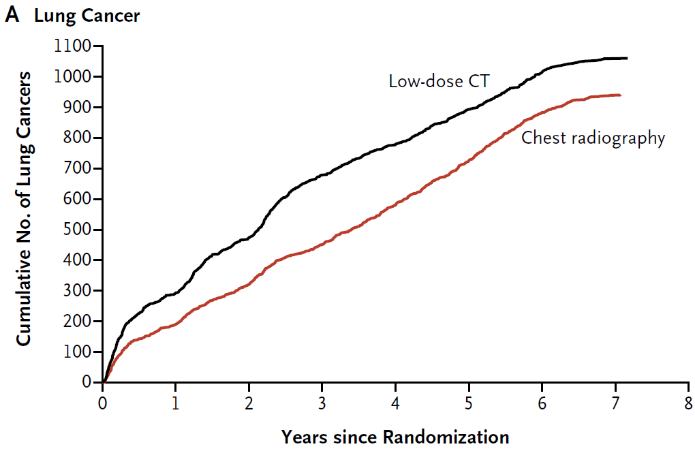 A Lung Cancer
1100
1000
900
800
700
600
500
400
300
200
100
0
Cumulative No. of Lung Cancers
Low-dose CT
Chest radiography
0 1 2 3 4 5 6 7 8
Years since Randomization